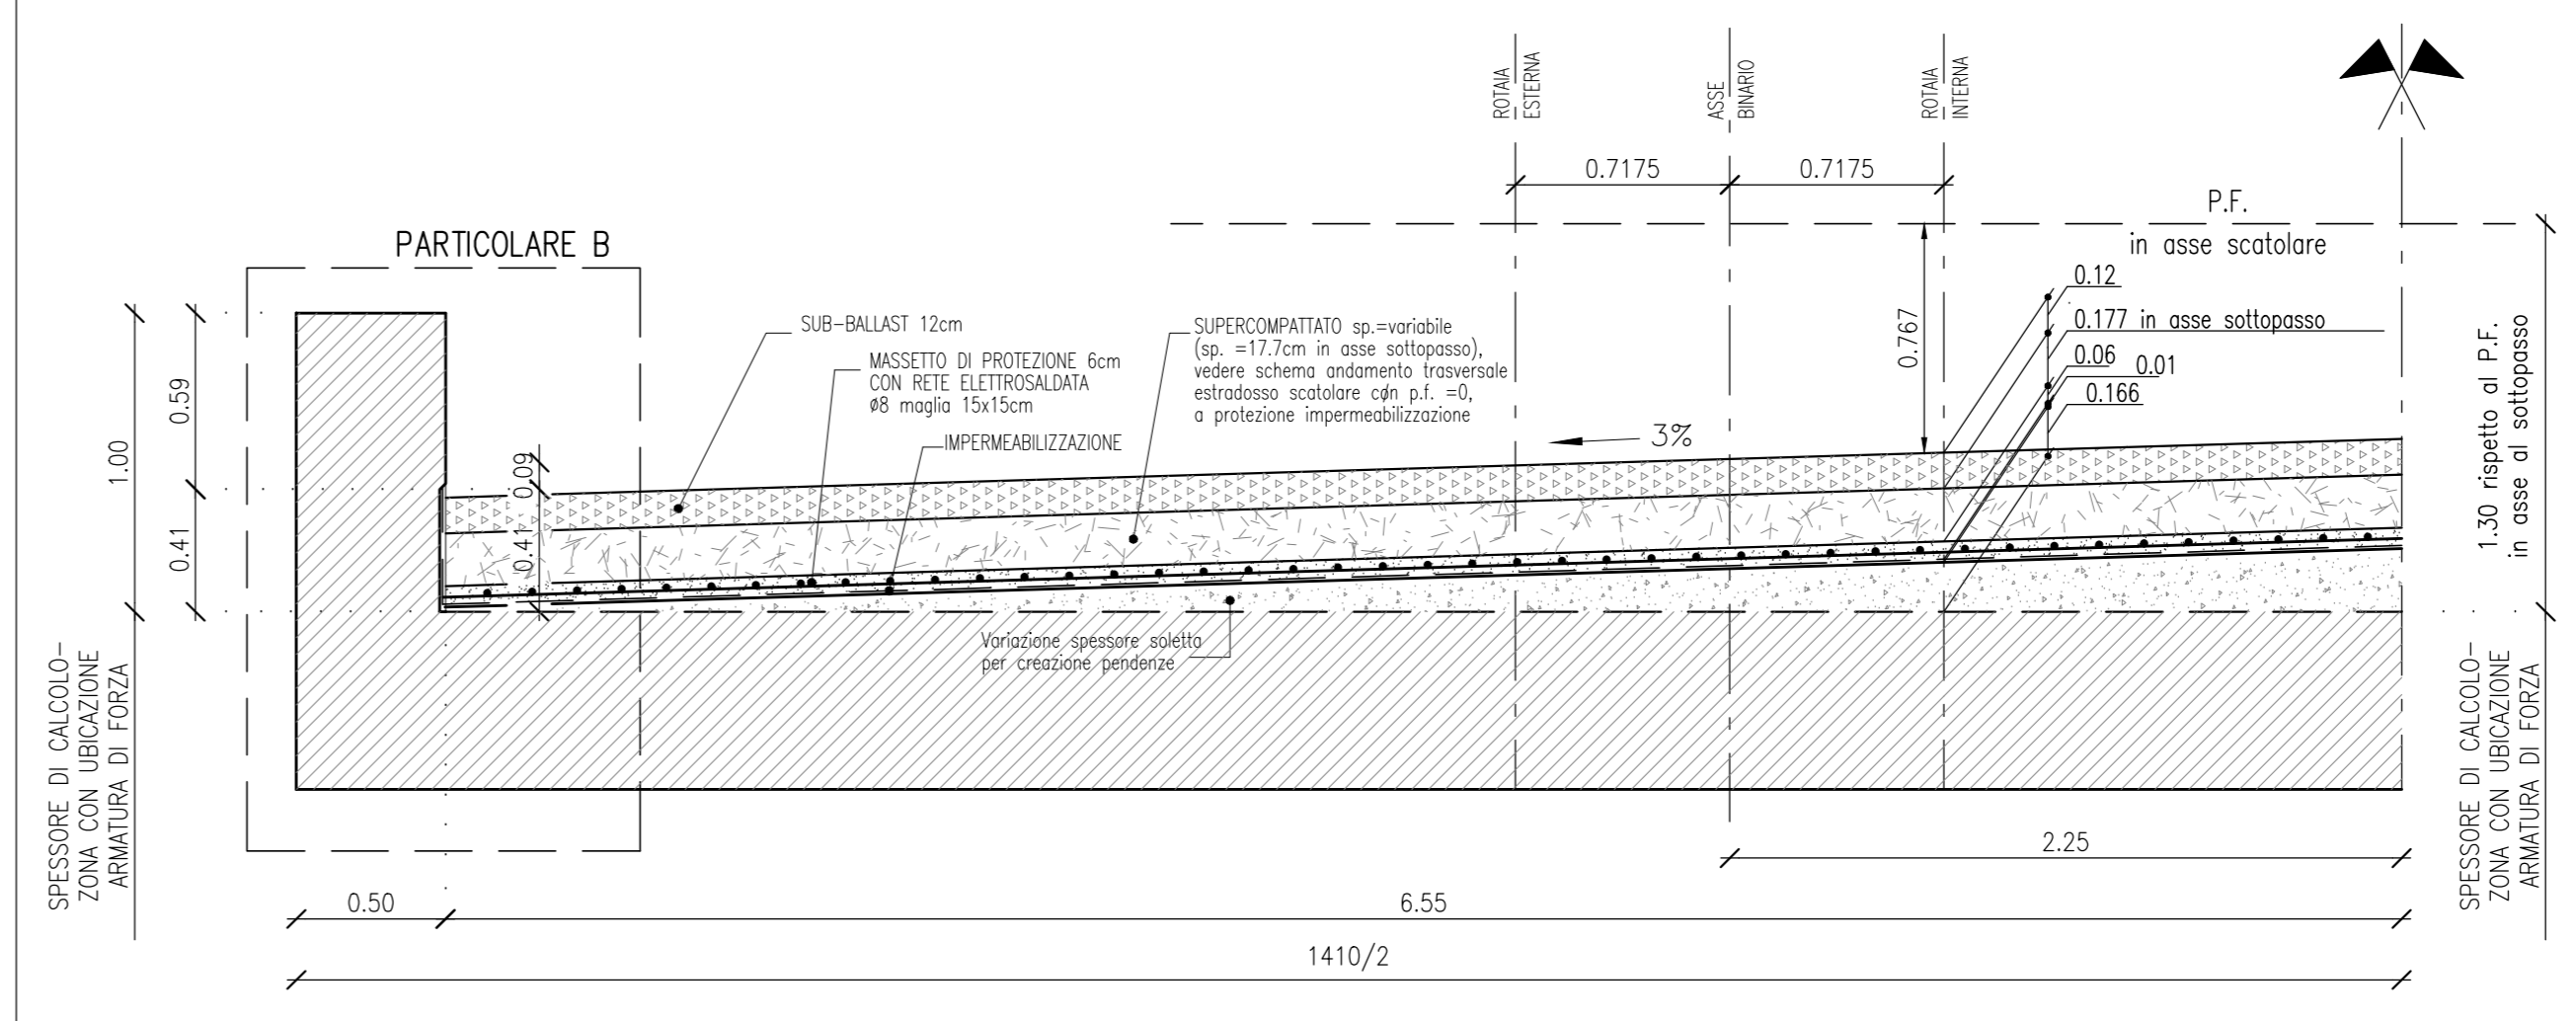 ROTAIA
ESTERNA
ASSE
BINARIO
ROTAIA
INTERNA
0.7175
0.7175
P.F.
in asse scatolare
PARTICOLARE B
0.12
0.177 in asse sottopasso
0.06
0.01
0.166
0.767
SUB-BALLAST 12cm
MASSETTO DI PROTEZIONE 6cm
CON RETE ELETTROSALDATA
ø8 maglia 15x15cm
IMPERMEABILIZZAZIONE
SUPERCOMPATTATO sp.=variabile
(sp. =17.7cm in asse sottopasso),
vedere schema andamento trasversale
estradosso scatolare cøn p.f. =0,
a protezione impermeabilizzazione
3%
1.00
0.59
0.41
0.09
0.41
1.30 rispetto al P.F.
in asse al sottopasso
Variazione spessore soletta
per creazione pendenze
SPESSORE DI CALCOLO-
ZONA CON UBICAZIONE
ARMATURA DI FORZA
SPESSORE DI CALCOLO-
ZONA CON UBICAZIONE
ARMATURA DI FORZA
2.25
0.50
6.55
1410/2